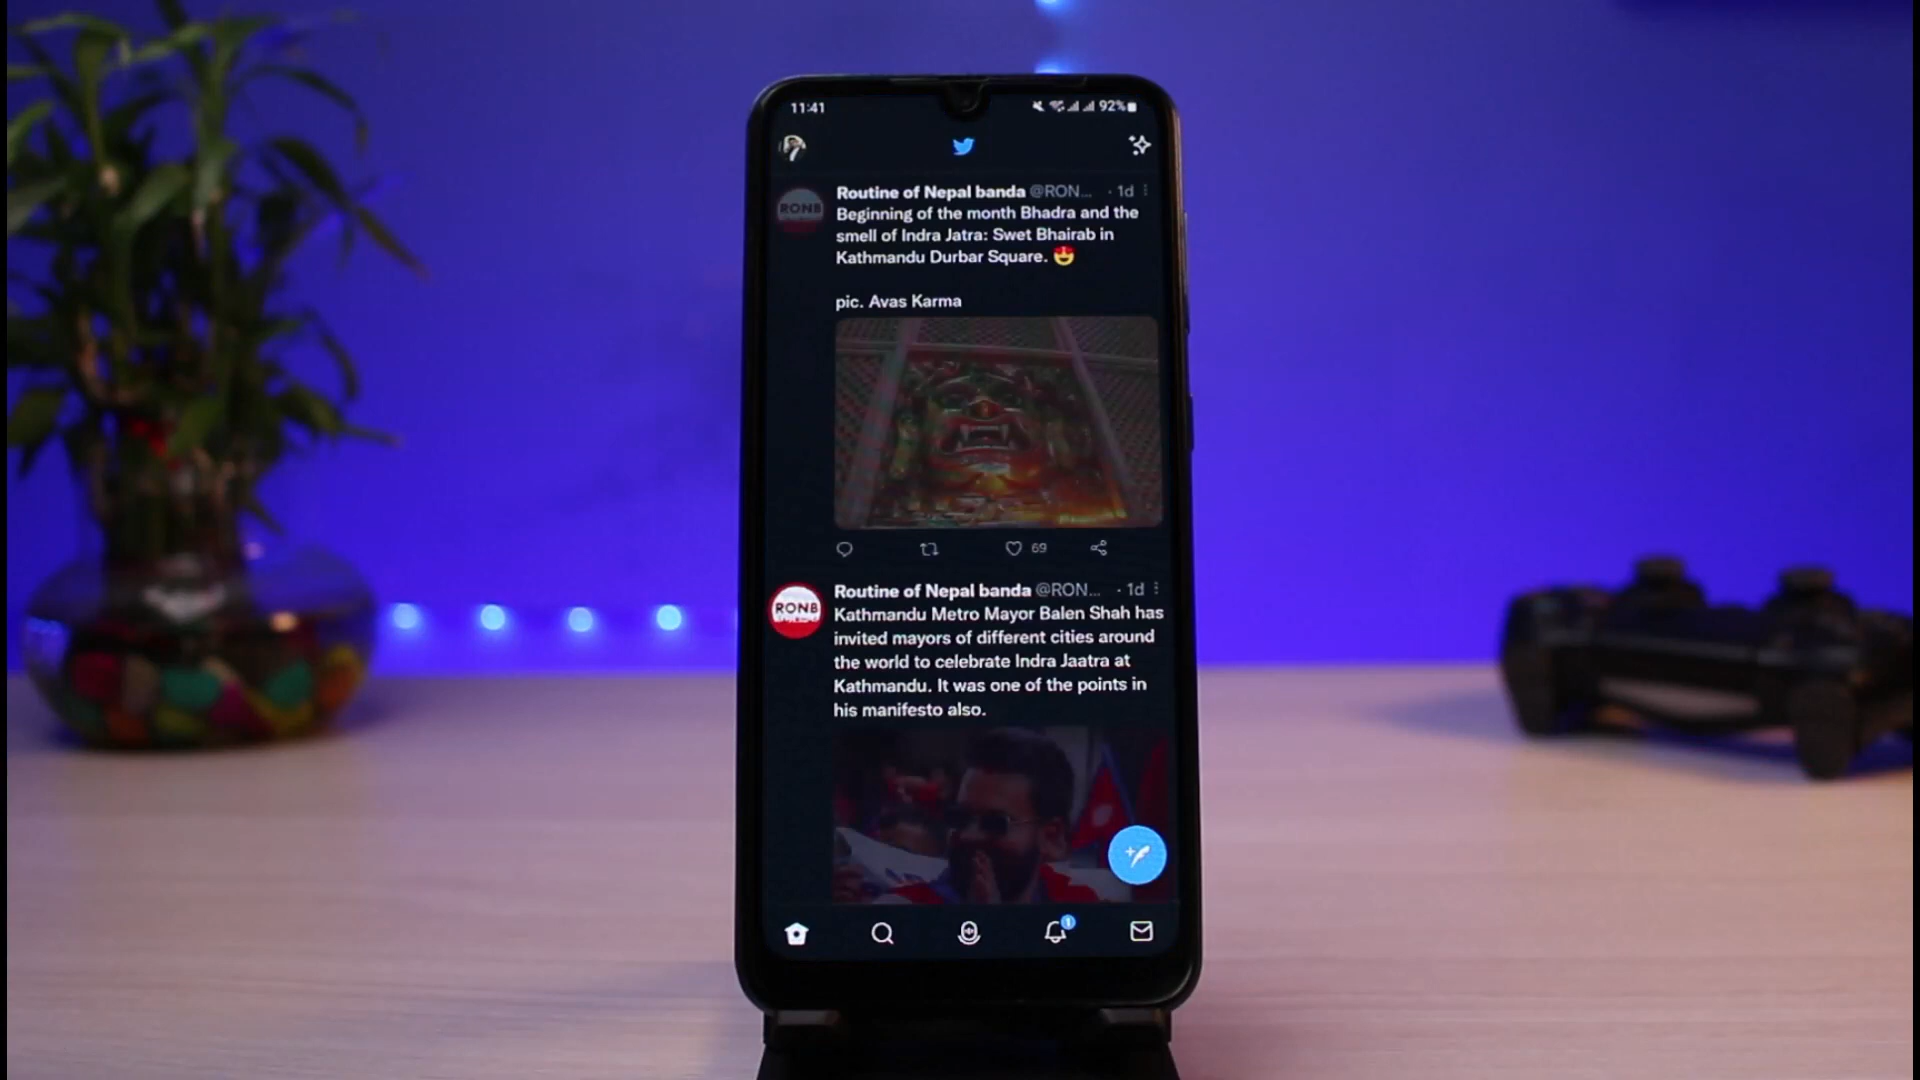 11:41
92%
Routine of Nepal banda @RON... · 1d
RONB
Beginning of the month Bhadra and the
smell of Indra Jatra: Swet Bhairab in
Kathmandu Durbar Square. 😍
pic. Avas Karma
69
Routine of Nepal banda @RON... · 1d
RONB
Kathmandu Metro Mayor Balen Shah has
invited mayors of different cities around
the world to celebrate Indra Jaatra at
Kathmandu. It was one of the points in
his manifesto also.
1